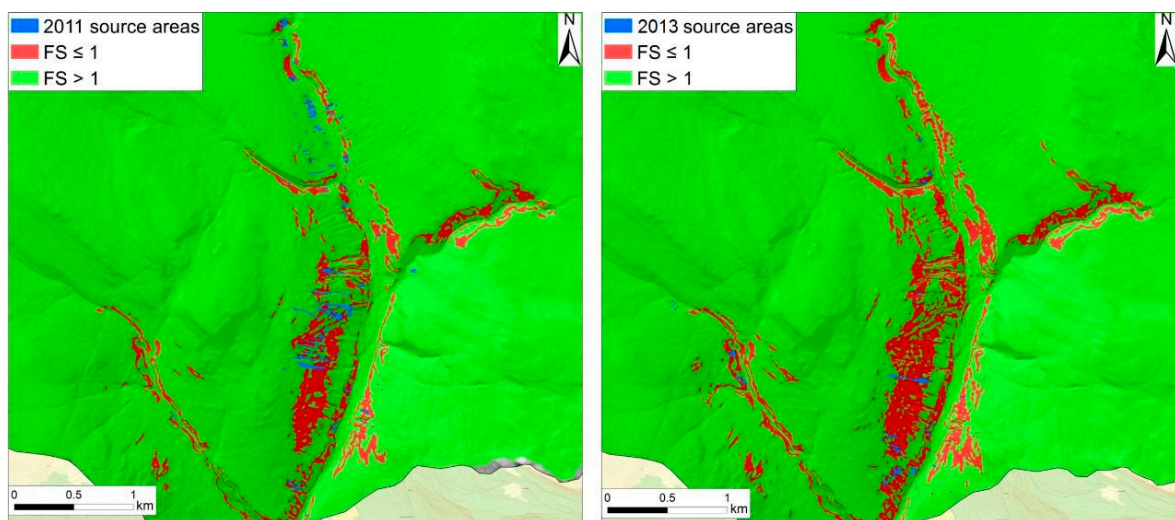 2011 source areas
FS ≤ 1
FS > 1
N
0 0.5 1
km
2013 source areas
FS ≤ 1
FS > 1
N
0 0.5 1
km